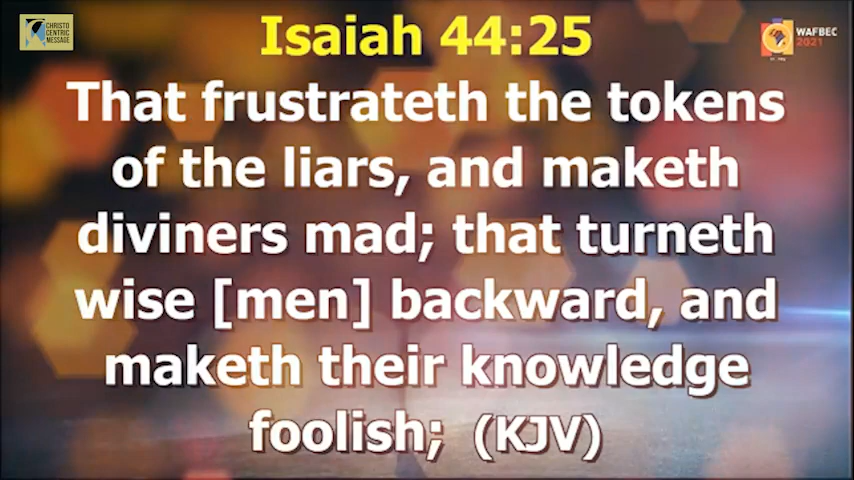 CHRISTO
CENTRIC
MESSAGE
Isaiah 44:25
WAFBEC
2021
That frustrateth the tokens
of the liars, and maketh
diviners mad; that turneth
wise [men] backward, and
maketh their knowledge
foolish; (KJV)